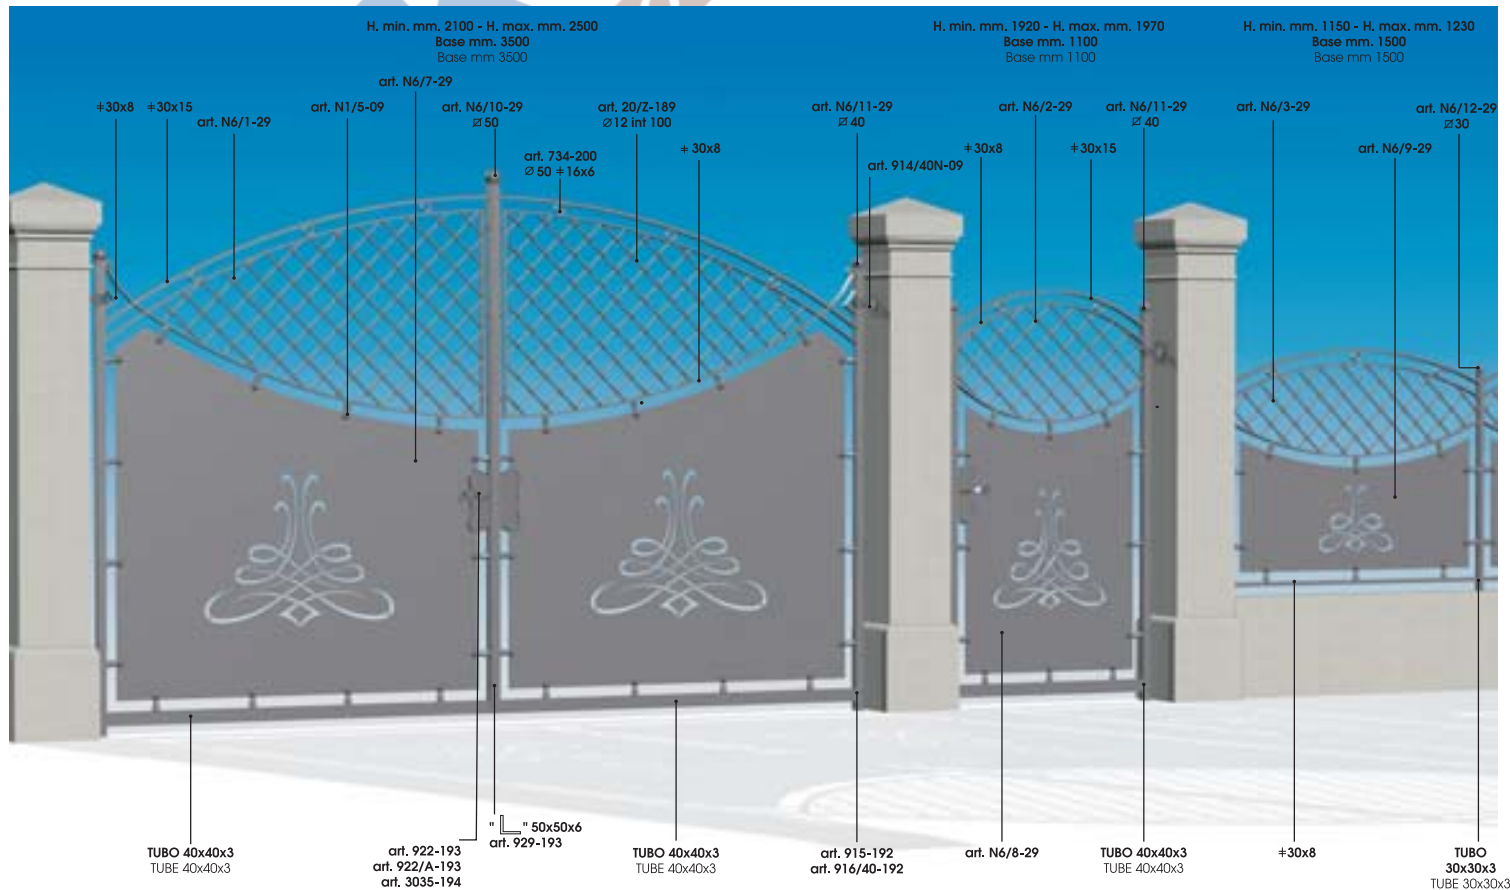 H. min. mm. 2100 - H. max. mm. 2500
Base mm. 3500
Base mm 3500
H. min. mm. 1920 - H. max. mm. 1970
Base mm. 1100
Base mm 1100
H. min. mm. 1150 - H. max. mm. 1230
Base mm. 1500
Base mm 1500
art. N6/7-29
⌗30x8
⌗30x15
art. N6/1-29
art. N1/5-09
art. N6/10-29
∅ 50
art. 20/Z-189
∅12 int 100
art. N6/11-29
∅ 40
art. N6/2-29
art. N6/11-29
∅ 40
art. N6/3-29
art. N6/12-29
∅30
art. 734-200
∅ 50 ⌗16x6
⌗30x8
art. 914/40N-09
⌗30x8
⌗30x15
art. N6/9-29
TUBO 40x40x3
TUBE 40x40x3
art. 922-193
art. 922/A-193
art. 3035-194
" L " 50x50x6
art. 929-193
TUBO 40x40x3
TUBE 40x40x3
art. 915-192
art. 916/40-192
art. N6/8-29
TUBO 40x40x3
TUBE 40x40x3
⌗30x8
TUBO
30x30x3
TUBE 30x30x3